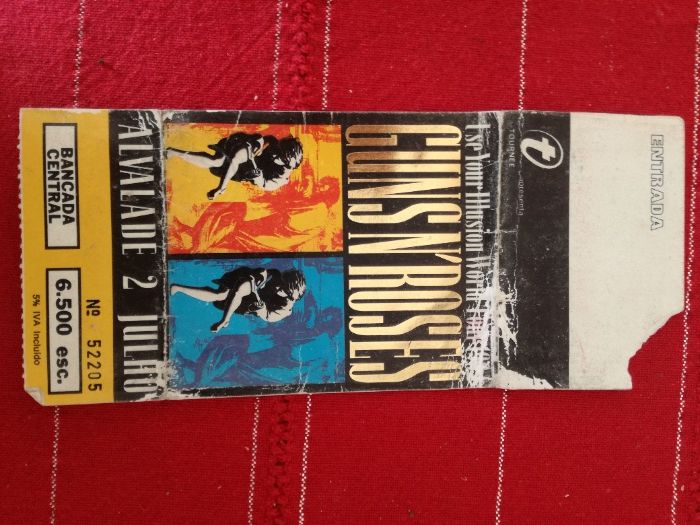 ENTRADA
t
TOURNEE
apresenta
Use Your Illusion World
GUNS N' ROSES
ALVALADE 2 JULHO
Nº 52205
BANCADA
CENTRAL
6.500 esc.
5% IVA Incluído